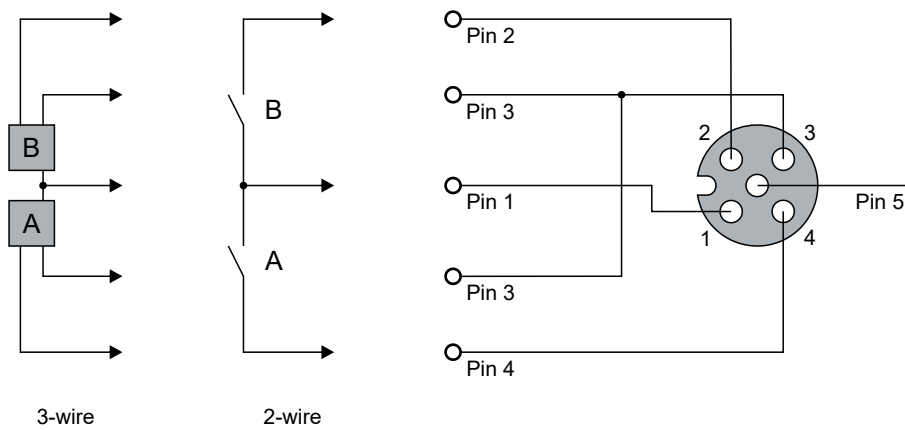 Pin 2
B
Pin 3
2 3
B
Pin 1
Pin 5
A
1 4
A
Pin 3
Pin 4
3-wire 2-wire